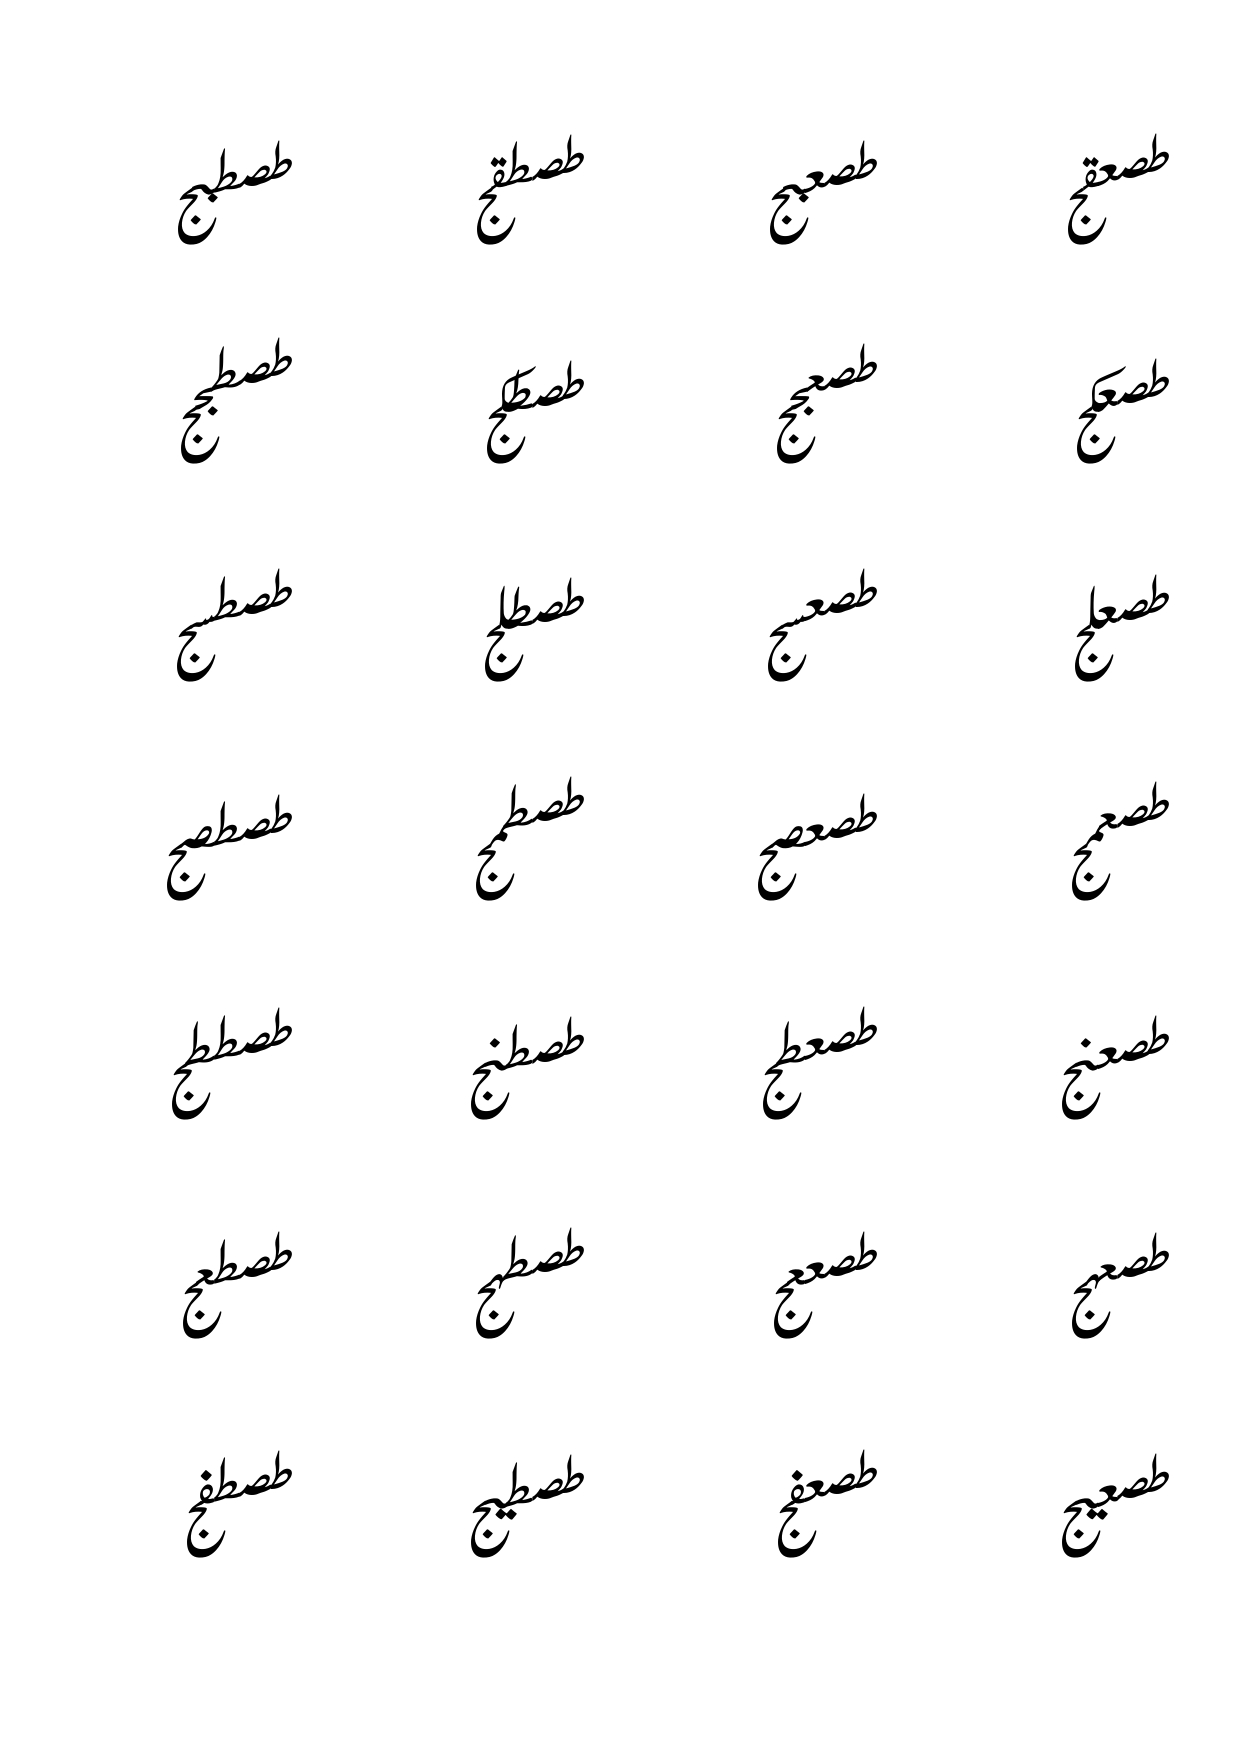 طصعقج طصعبج طصطقج طصطبج
طصعكج طصعجج طصطكج طصطجج
طصعلج طصعسج طصطلج طصطسج
طصعمج طصعصج طصطمج طصطصج
طصعنج طصعطج طصطنج طصططج
طصعهج طصععج طصطهج طصطعج
طصعيج طصعفج طصطيج طصطفج